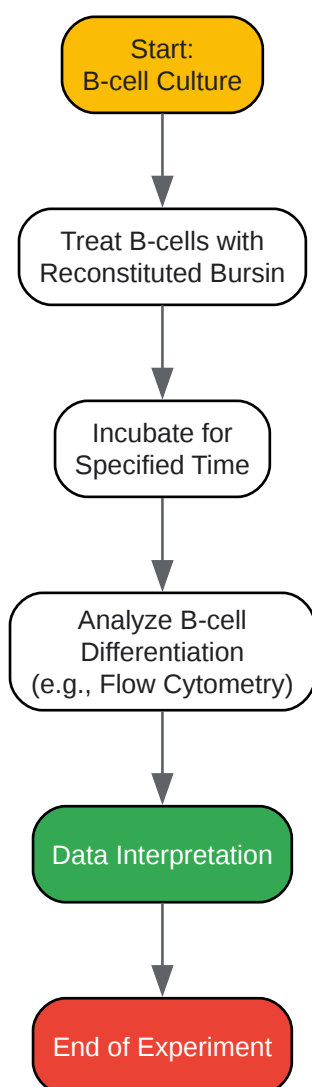 Start:
B-cell Culture
Treat B-cells with
Reconstituted Bursin
Incubate for
Specified Time
Analyze B-cell
Differentiation
(e.g., Flow Cytometry)
Data Interpretation
End of Experiment